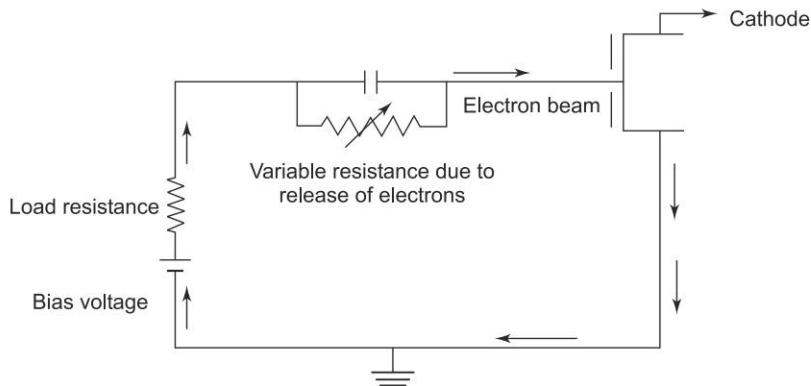 Cathode
Electron beam
Variable resistance due to
release of electrons
Load resistance
Bias voltage